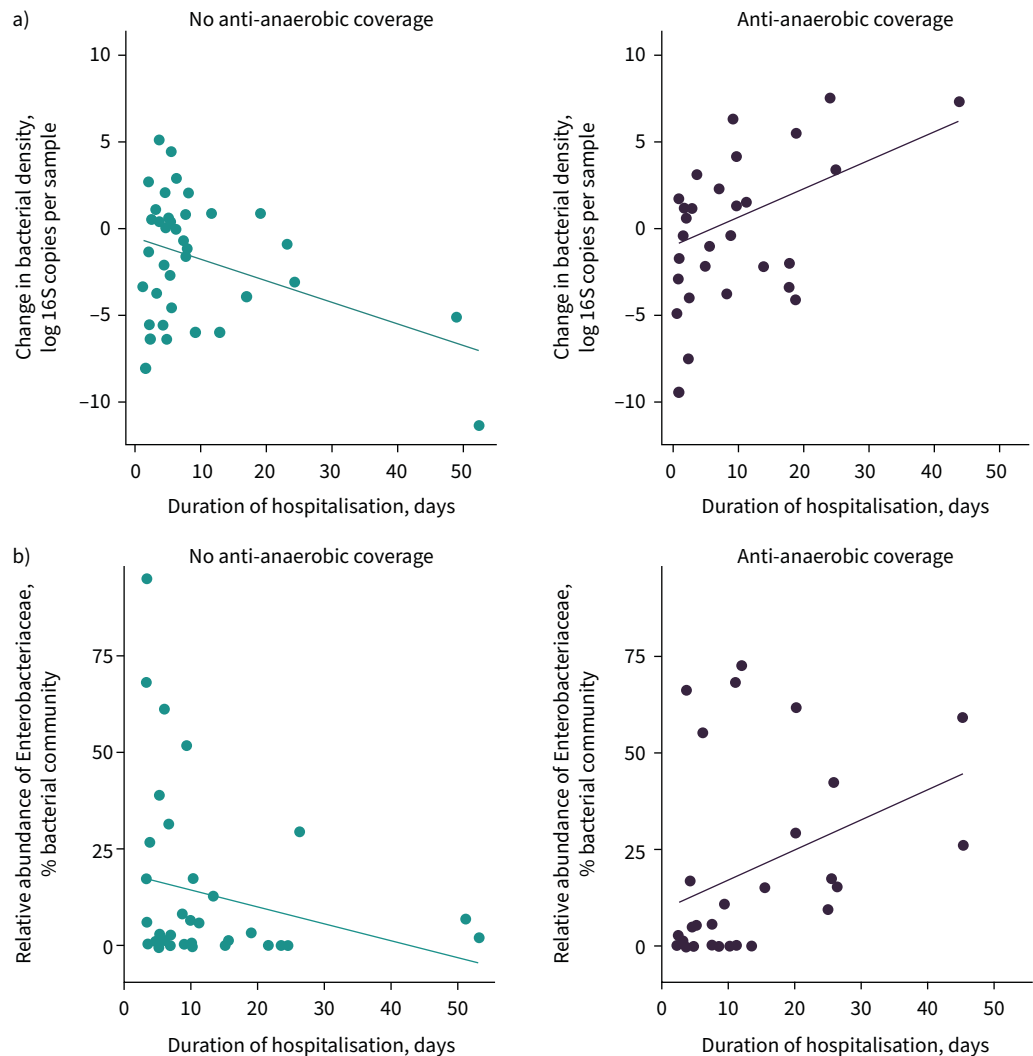 a)
No anti-anaerobic coverage
Change in bacterial density,
log 16S copies per sample
10
5
0
–5
–10
0 10 20 30 40 50
Duration of hospitalisation, days
Anti-anaerobic coverage
Change in bacterial density,
log 16S copies per sample
10
5
0
–5
–10
0 10 20 30 40 50
Duration of hospitalisation, days
b)
No anti-anaerobic coverage
Relative abundance of Enterobacteriaceae,
% bacterial community
75
50
25
0
0 10 20 30 40 50
Duration of hospitalisation, days
Anti-anaerobic coverage
Relative abundance of Enterobacteriaceae,
% bacterial community
75
50
25
0
0 10 20 30 40 50
Duration of hospitalisation, days